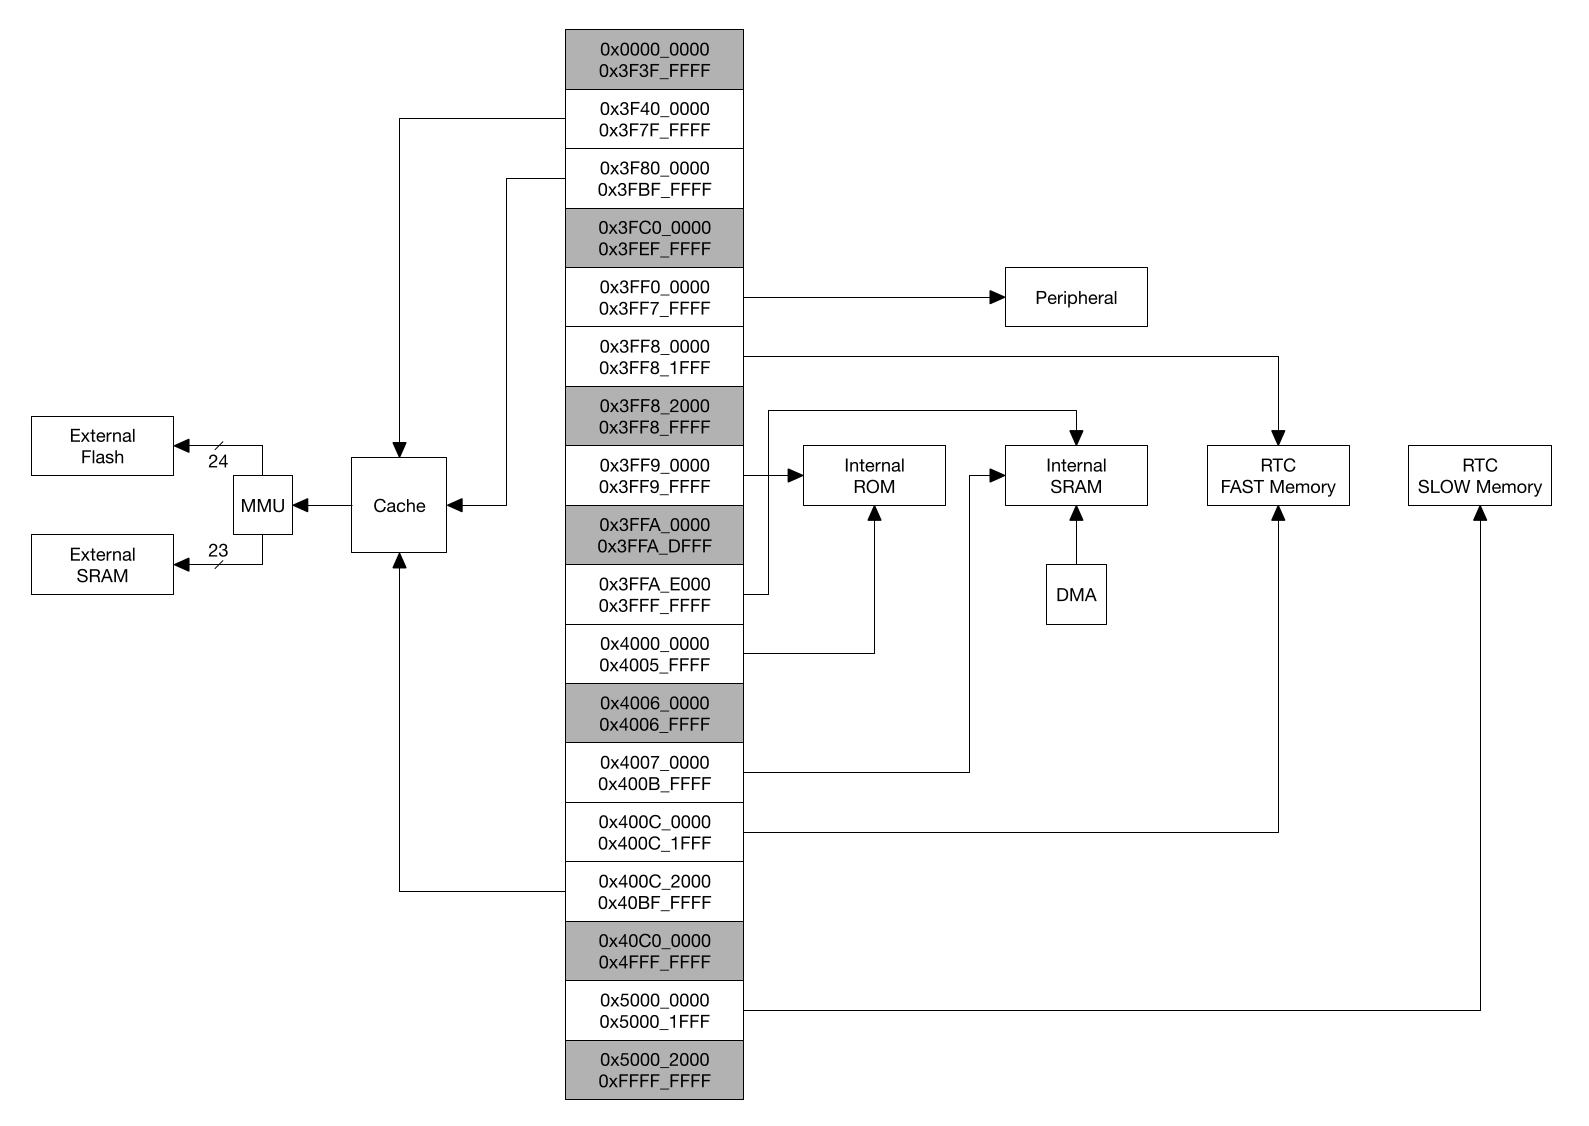 0x0000_0000
0x3F3F_FFFF
0x3F40_0000
0x3F7F_FFFF
0x3F80_0000
0x3FBF_FFFF
0x3FC0_0000
0x3FEF_FFFF
0x3FF0_0000
0x3FF7_FFFF
Peripheral
0x3FF8_0000
0x3FF8_1FFF
0x3FF8_2000
0x3FF8_FFFF
External
Flash
24
MMU
External
SRAM
23
Cache
0x3FF9_0000
0x3FF9_FFFF
Internal
ROM
Internal
SRAM
RTC
FAST Memory
RTC
SLOW Memory
0x3FFA_0000
0x3FFA_DFFF
0x3FFA_E000
0x3FFF_FFFF
DMA
0x4000_0000
0x4005_FFFF
0x4006_0000
0x4006_FFFF
0x4007_0000
0x400B_FFFF
0x400C_0000
0x400C_1FFF
0x400C_2000
0x40BF_FFFF
0x40C0_0000
0x4FFF_FFFF
0x5000_0000
0x5000_1FFF
0x5000_2000
0xFFFF_FFFF